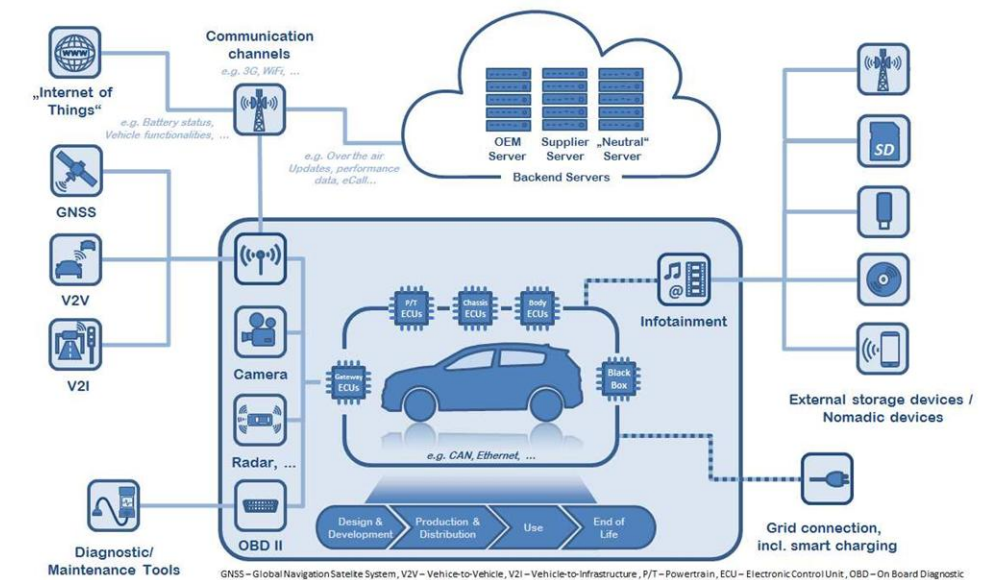 Communication
channels
e.g. 3G, WiFi, ...
WWW
„Internet of
Things“
e.g. Battery status,
Vehicle functionalities, ...
e.g. Over the air
Updates, performance
data, eCall...
OEM
Server
Supplier
Server
„Neutral“
Server
Backend Servers
SD
GNSS
V2V
V2I
Camera
Radar, ...
OBD II
Gateway
ECUs
P/T
ECUs
Chassis
ECUs
Body
ECUs
Black
Box
@
Infotainment
e.g. CAN, Ethernet, ...
External storage devices /
Nomadic devices
Design &
Development
Production &
Distribution
Use
End of
Life
Diagnostic/
Maintenance Tools
Grid connection,
incl. smart charging
GNSS – Global Navigation Satelite System, V2V – Vehice-to-Vehicle, V2I – Vehicle-to-Infrastructure, P/T – Powertrain, ECU – Electronic Control Unit, OBD – On Board Diagnostic